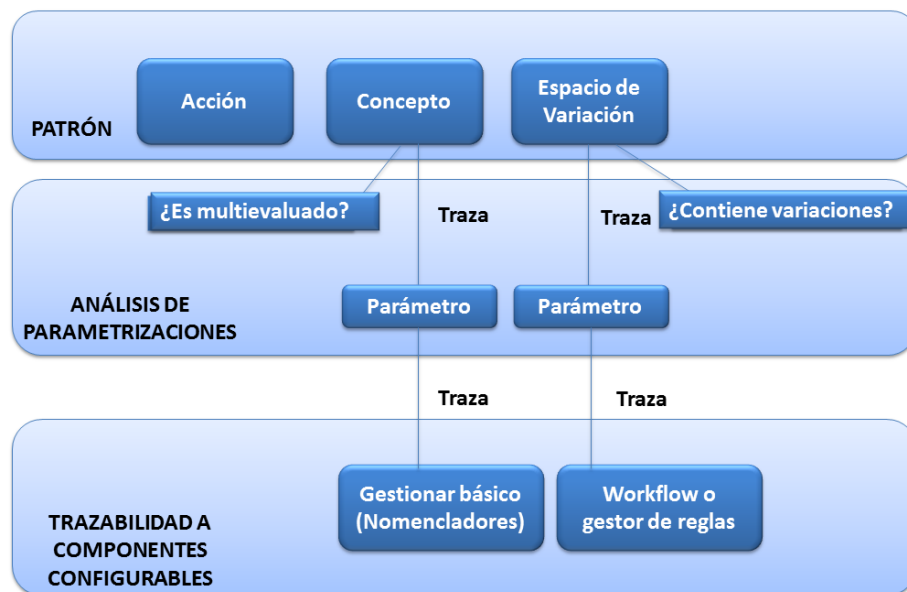 Acción
Concepto
Espacio de
Variación
PATRÓN
¿Es multievaluado?
Traza
Traza
¿Contiene variaciones?
ANÁLISIS DE
PARAMETRIZACIONES
Parámetro
Parámetro
Traza
Traza
Gestionar básico
(Nomencladores)
Workflow o
gestor de reglas
TRAZABILIDAD A
COMPONENTES
CONFIGURABLES